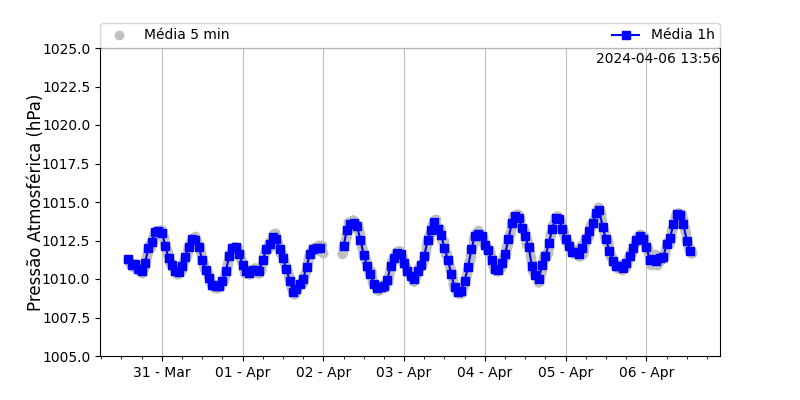 Média 5 min
Média 1h
2024-04-06 13:56
Pressão Atmosférica (hPa)
1025.0
1022.5
1020.0
1017.5
1015.0
1012.5
1010.0
1007.5
1005.0
31 - Mar
01 - Apr
02 - Apr
03 - Apr
04 - Apr
05 - Apr
06 - Apr